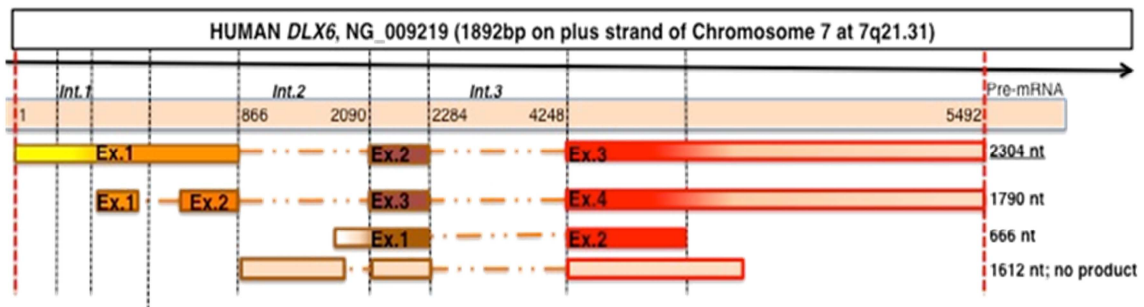 HUMAN DLX6, NG_009219 (1892bp on plus strand of Chromosome 7 at 7q21.31)
Int.1 Int.2 Int.3 Pre-mRNA
1 866 2090 2284 4248 5492
Ex.1 Ex.2 Ex.3 2304 nt
Ex.1 Ex.2 Ex.3 Ex.4 1790 nt
Ex.1 Ex.2 666 nt
1612 nt; no product